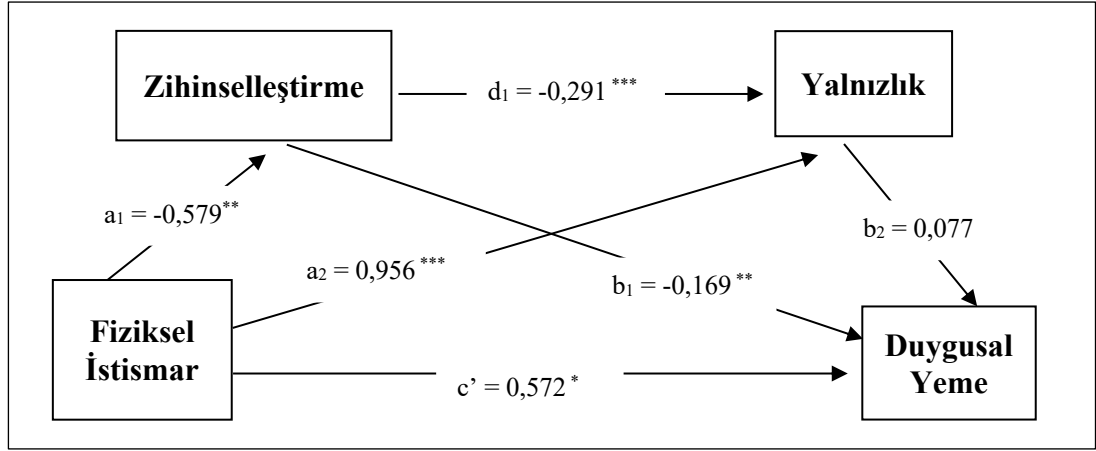 Zihinselleştirme
d₁ = -0,291 ***
Yalnızlık
a₁ = -0,579**
a₂ = 0,956 ***
b₁ = -0,169 **
b₂ = 0,077
Fiziksel
İstismar
c’ = 0,572 *
Duygusal
Yeme